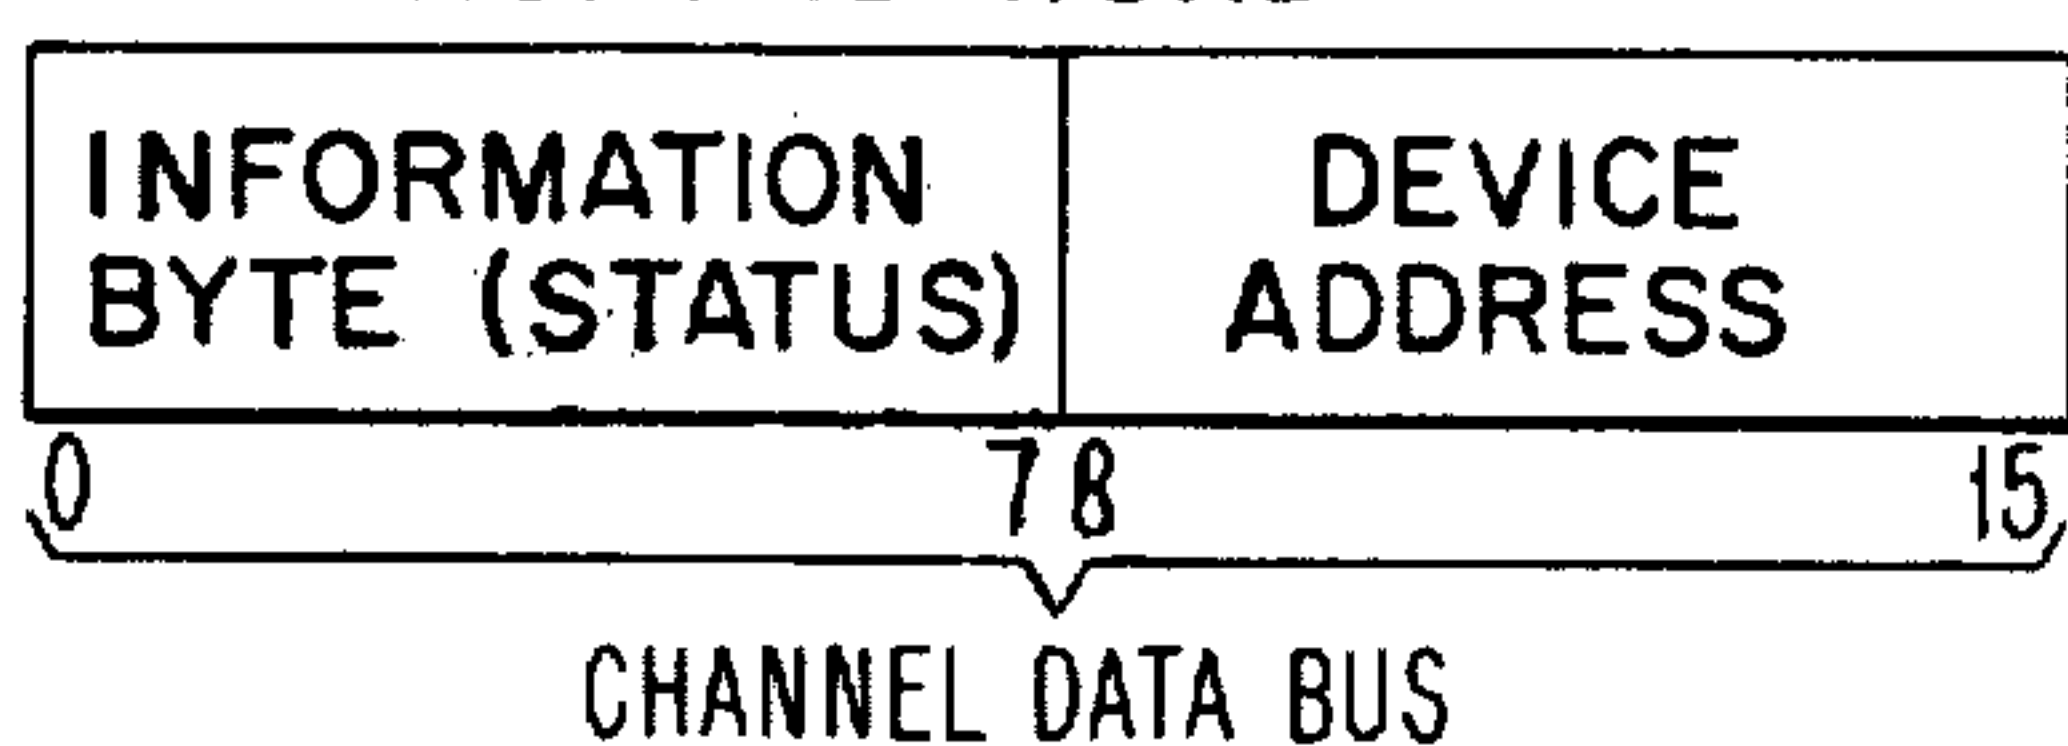 INFORMATION
BYTE (STATUS)
DEVICE
ADDRESS
0 7 8 15
CHANNEL DATA BUS